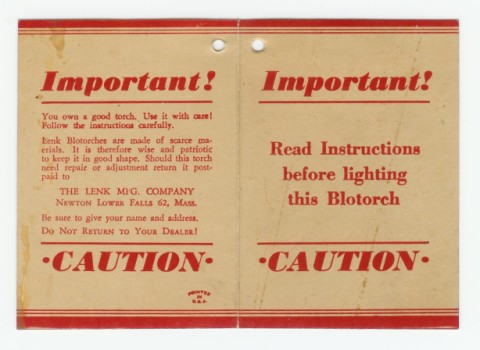 Important!
You own a good torch. Use it with care!
Follow the instructions carefully.
Lenk Blotorches are made of scarce ma-
terials. It is therefore wise and patriotic
to keep it in good shape. Should this torch
need repair or adjustment return it post-
paid to
THE LENK MFG. COMPANY
NEWTON LOWER FALLS 62, MASS.
Be sure to give your name and address.
DO NOT RETURN TO YOUR DEALER!
·CAUTION·
PRINTED
IN
U.S.A.
Important!
Read Instructions
before lighting
this Blotorch
·CAUTION·